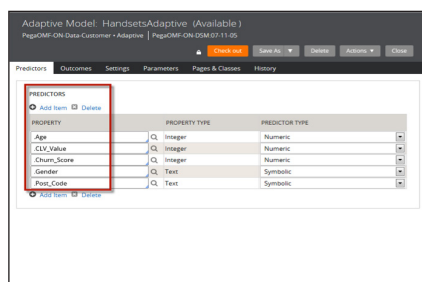 Adaptive Model: HandsetsAdaptive (Available)
PegaOMF-ON-Data-Customer • Adaptive | PegaOMF-ON-DSM:07-11-05
Check out Save As Delete Actions Close
Predictors Outcomes Settings Parameters Pages & Classes History
PREDICTORS
Add Item Delete
PROPERTY PROPERTY TYPE PREDICTOR TYPE
.Age Integer Numeric
.CLV_Value Integer Numeric
.Churn_Score Integer Numeric
.Gender Text Symbolic
.Post_Code Text Symbolic
Add Item Delete